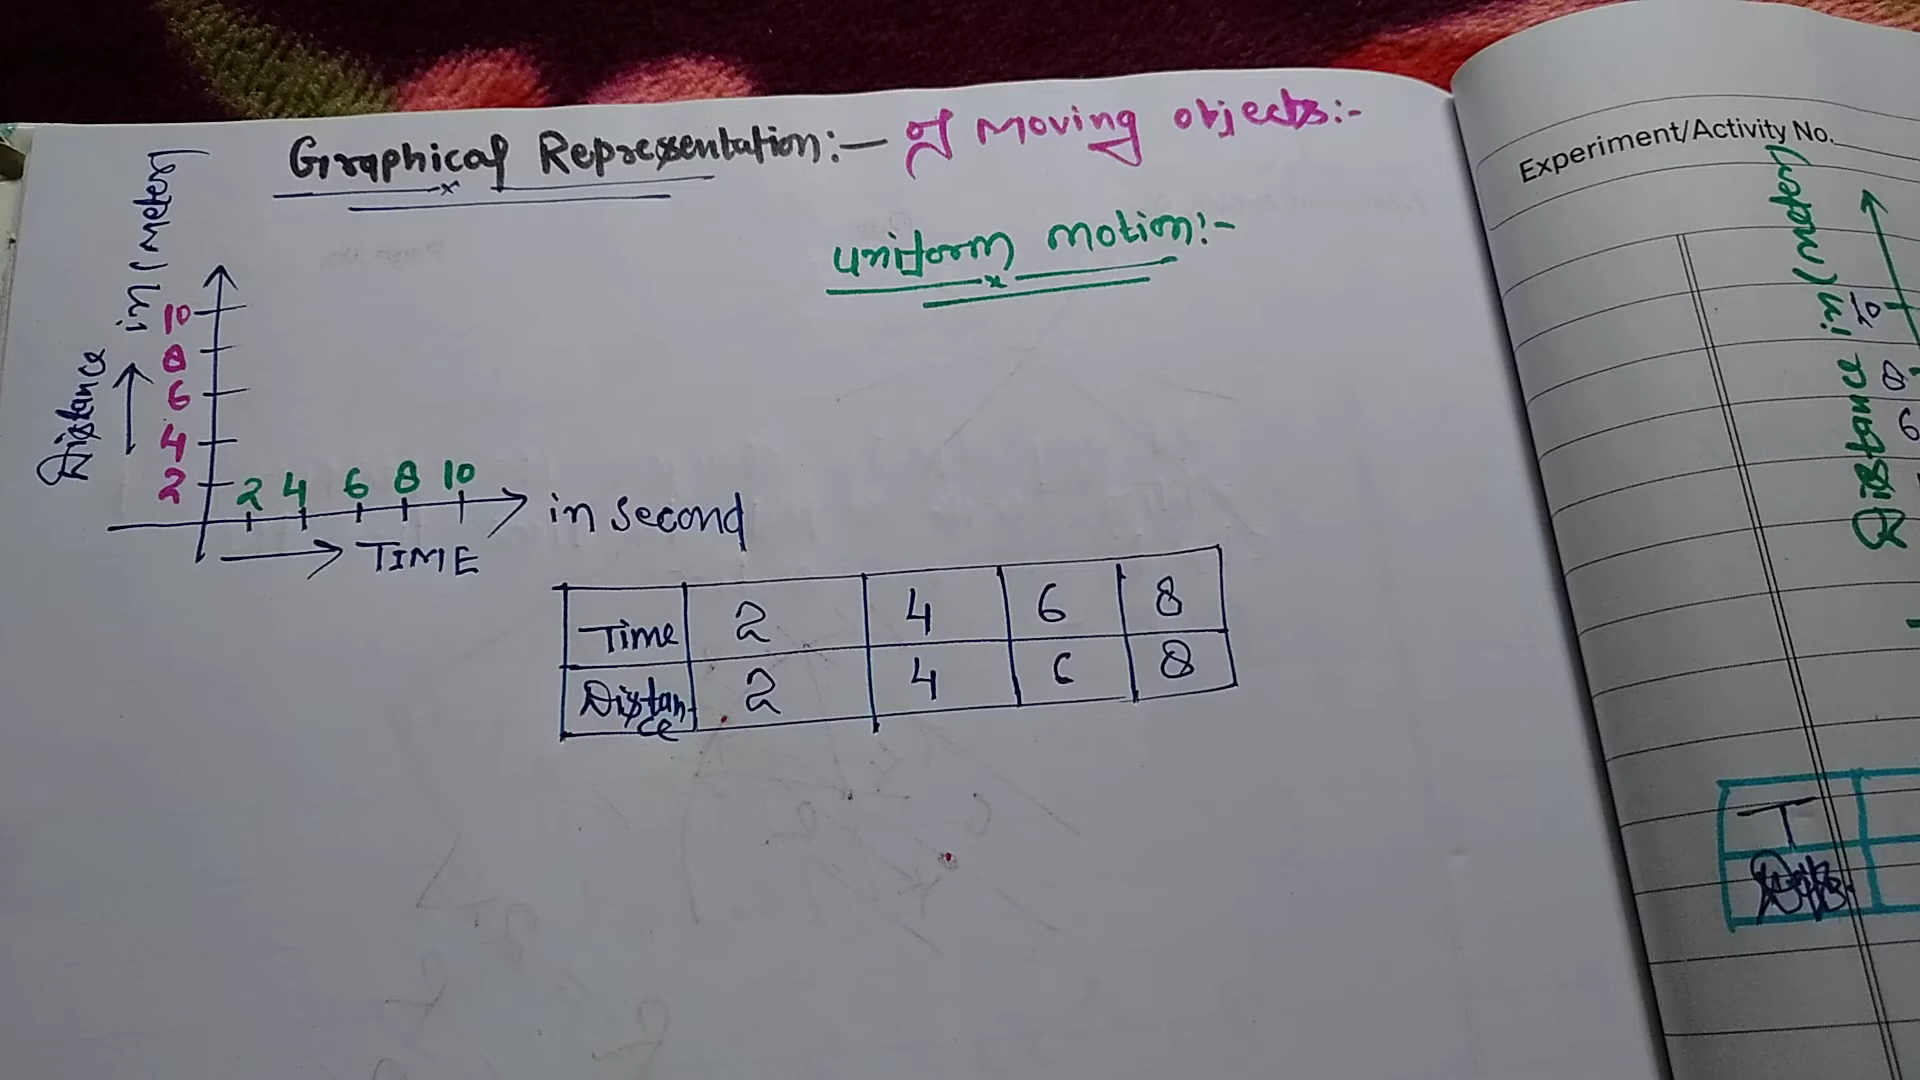 Graphical Representation:- of Moving objects:-
uniform motion:-
Distance in (meter)
10
8
6
4
2
2 4 6 8 10
in second
TIME
Time 2 4 6 8
Distan-ce 2 4 6 8
Experiment/Activity No.
Distance in (meter)
10
8
6
T